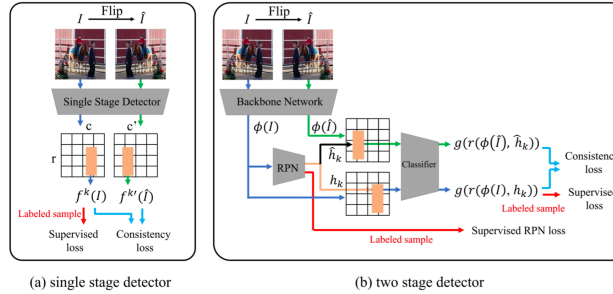 Flip
I
Î
Single Stage Detector
c
c'
r
f^k(I)
f^k'(Î)
Labeled sample
Supervised
loss
Consistency
loss
(a) single stage detector
Flip
I
Î
Backbone Network
ϕ(I)
ϕ(Î)
ĥ_k
RPN
h_k
Classifier
g(r(ϕ(Î), ĥ_k))
g(r(ϕ(I), h_k))
Consistency
loss
Labeled sample
Supervised
loss
Labeled sample
Supervised RPN loss
(b) two stage detector